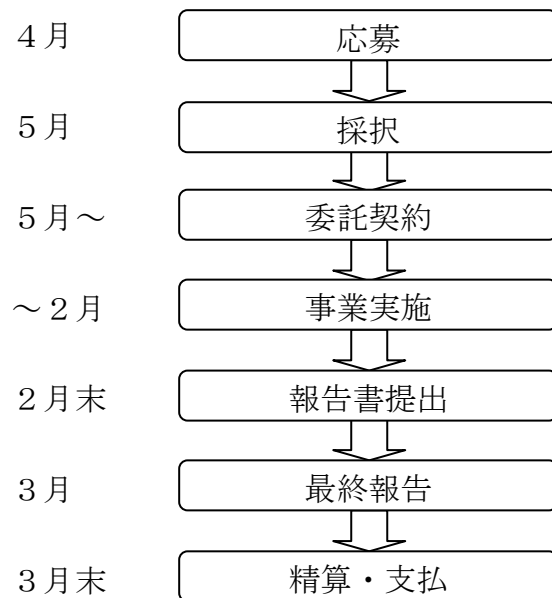 ４月 応募
５月 採択
５月～ 委託契約
～２月 事業実施
２月末 報告書提出
３月 最終報告
３月末 精算・支払